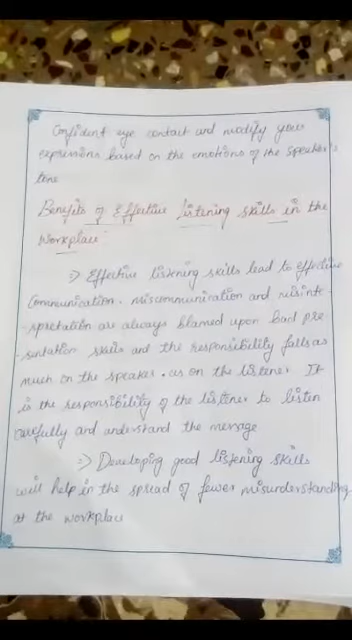 Confident eye contact and modify your
expressions based on the emotions of the speaker's
tone
Benefits of Effective listening skills in the
Workplace:
=> Effective listening skills lead to effective
Communication. miscommunication and misinte
-spretation are always blamed upon bad pre
-sentation skills and the responsibility falls as
much on the speaker. as on the listener. It
is the responsibility of the listener to listen
carefully and understand the message
=> Developing good listening skills
will help in the spread of fewer misunderstanding
at the workplace